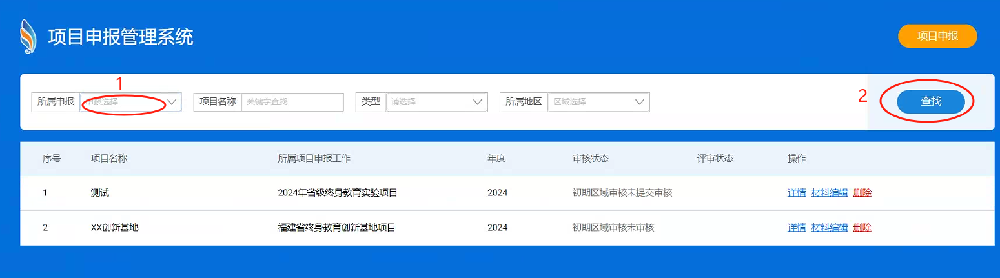 项目申报管理系统
项目申报
1
所属申报 申报选择 项目名称 关键字查找 类型 请选择 所属地区 区域选择 2 查找
序号 项目名称 所属项目申报工作 年度 审核状态 评审状态 操作
1 测试 2024年省级终身教育实验项目 2024 初期区域审核未提交审核 详情 材料编辑 删除
2 XX创新基地 福建省终身教育创新基地项目 2024 初期区域审核未审核 详情 材料编辑 删除